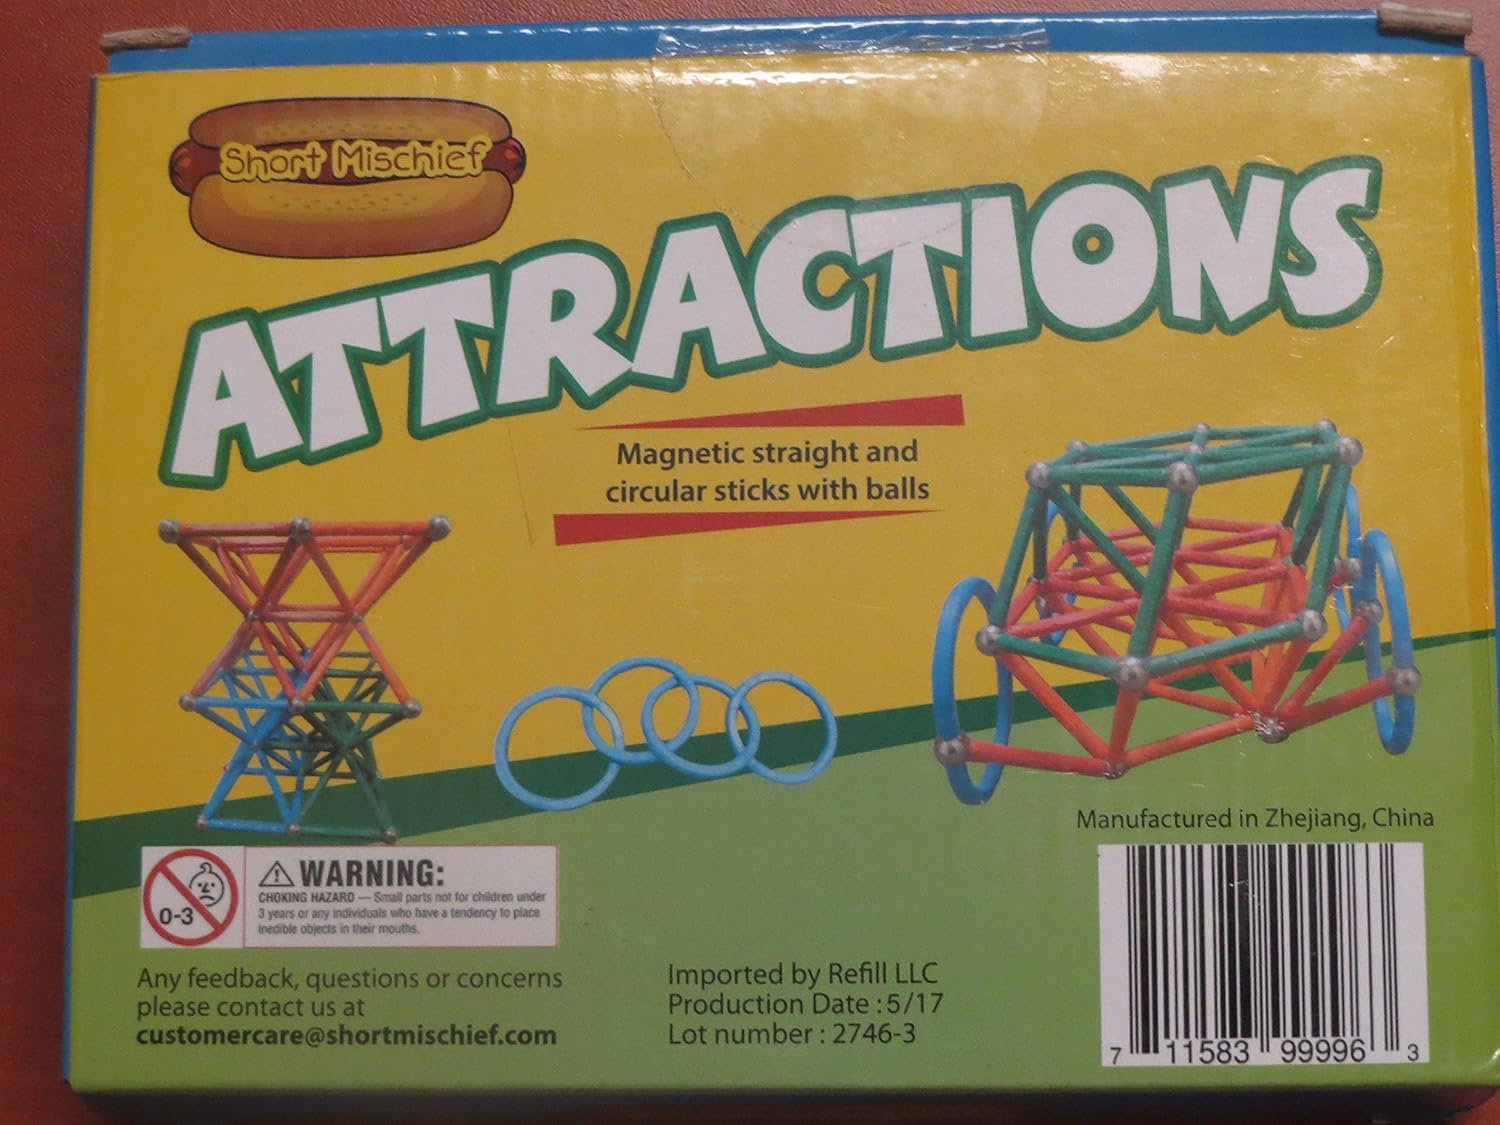 Short Mischief
ATTRACTIONS
Magnetic straight and
circular sticks with balls
Manufactured in Zhejiang, China
0-3
WARNING:
CHOKING HAZARD — Small parts not for children under
3 years or any individuals who have a tendency to place
inedible objects in their mouths.
Any feedback, questions or concerns
please contact us at
customercare@shortmischief.com
Imported by Refill LLC
Production Date : 5/17
Lot number : 2746-3
7 11583 99996 3